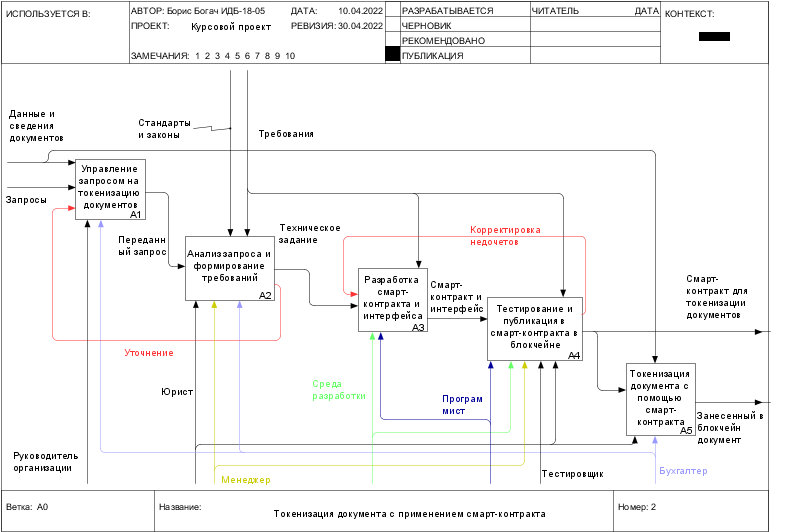 ИСПОЛЬЗУЕТСЯ В:
АВТОР: Борис Богач ИДБ-18-05
ДАТА: 10.04.2022
ПРОЕКТ: Курсовой проект
РЕВИЗИЯ: 30.04.2022
ЗАМЕЧАНИЯ: 1 2 3 4 5 6 7 8 9 10
РАЗРАБАТЫВАЕТСЯ
ЧЕРНОВИК
РЕКОМЕНДОВАНО
ПУБЛИКАЦИЯ
ЧИТАТЕЛЬ
ДАТА
КОНТЕКСТ:
Данные и
сведения
документов
Стандарты
и законы
Требования
Управление
запросом на
токенизацию
документов
A1
Запросы
Переданн
ый запрос
Анализ запроса и
формирование
требований
A2
Техническое
задание
Корректировка
недочетов
Разработка
смарт-
контракта и
интерфейса
A3
Смарт-
контракт и
интерфейс
Тестирование и
публикация в
смарт-контракта в
блокчейне
A4
Смарт-
контракт для
токенизации
документов
Уточнение
Токенизация
документа с
помощью
смарт-
контракта
A5
Занесенный в
блокчейн
документ
Юрист
Среда
разработки
Програм
мист
Руководитель
организации
Менеджер
Тестировщик
Бухгалтер
Ветка: A0
Название:
Токенизация документа с применением смарт-контракта
Номер: 2